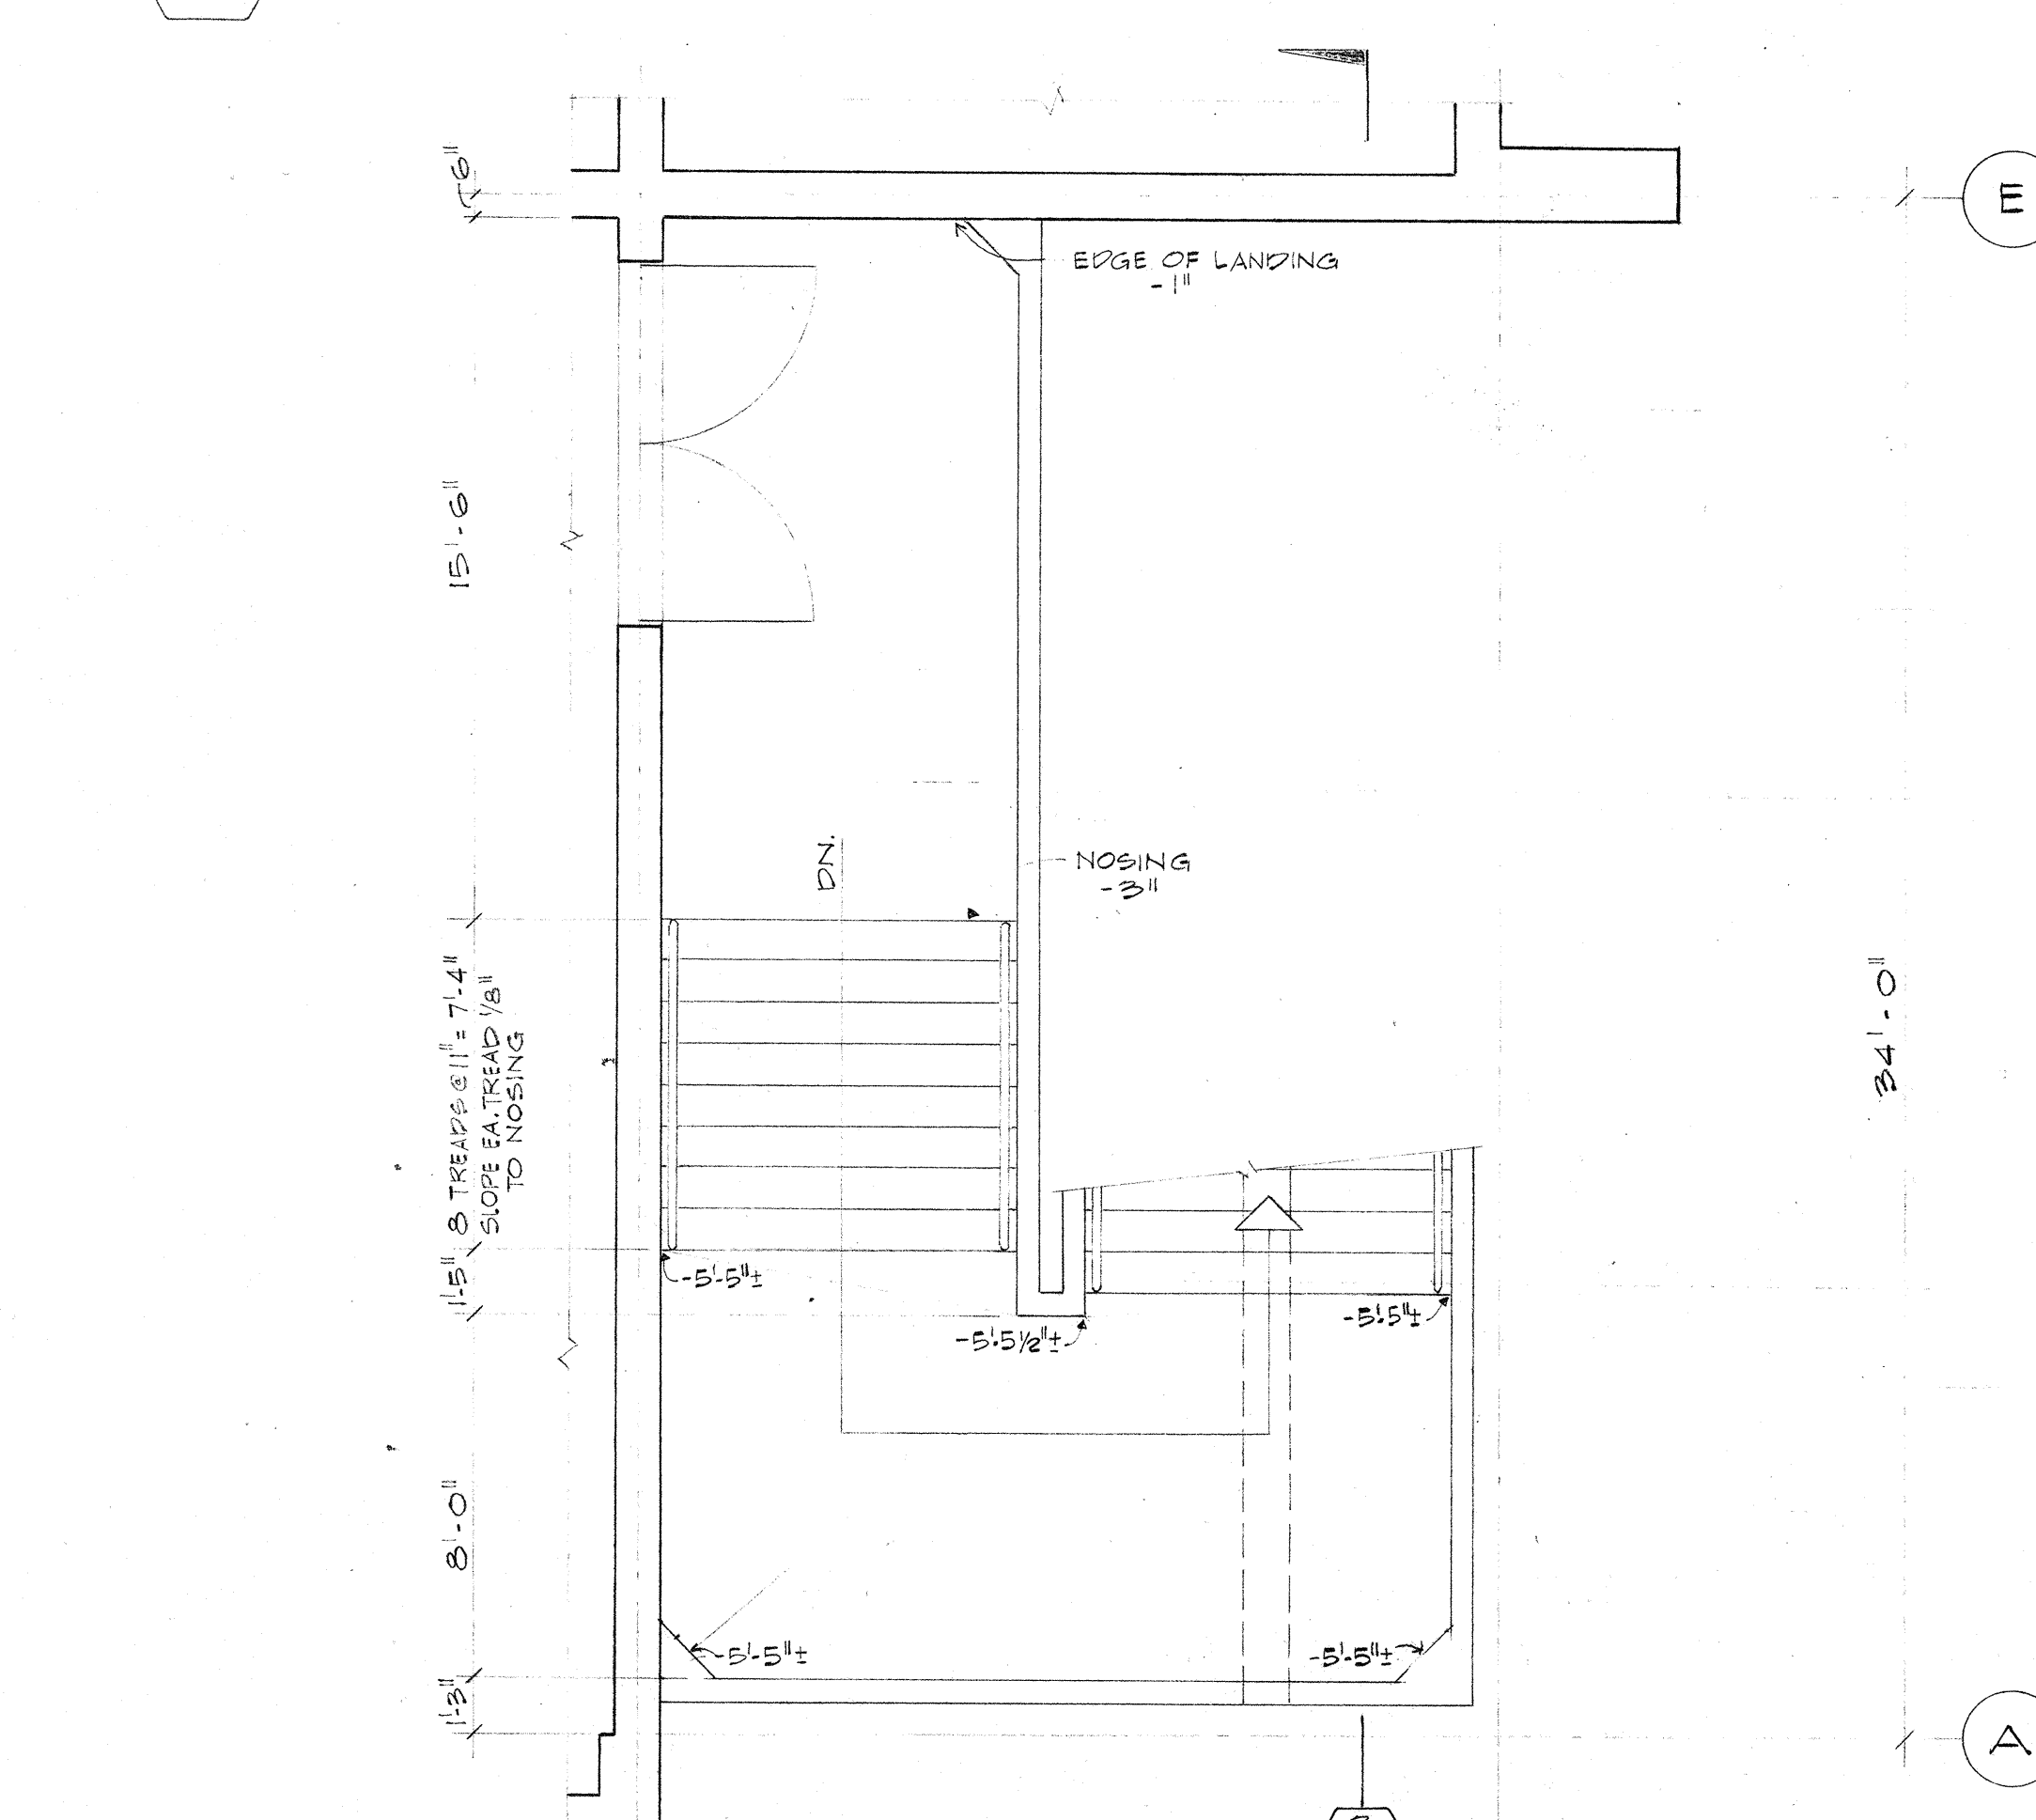 E
6"
EDGE OF LANDING
-1"
15'-6"
DN.
NOSING
-3"
8 TREADS @ 11" = 7'-4"
SLOPE EA. TREAD 1/8"
TO NOSING
34'-0"
1'-5"
-5'-5"±
-5'-5 1/2"±
-5'-5"±
8'-0"
-5'-5"±
-5'-5"±
1'-3"
A